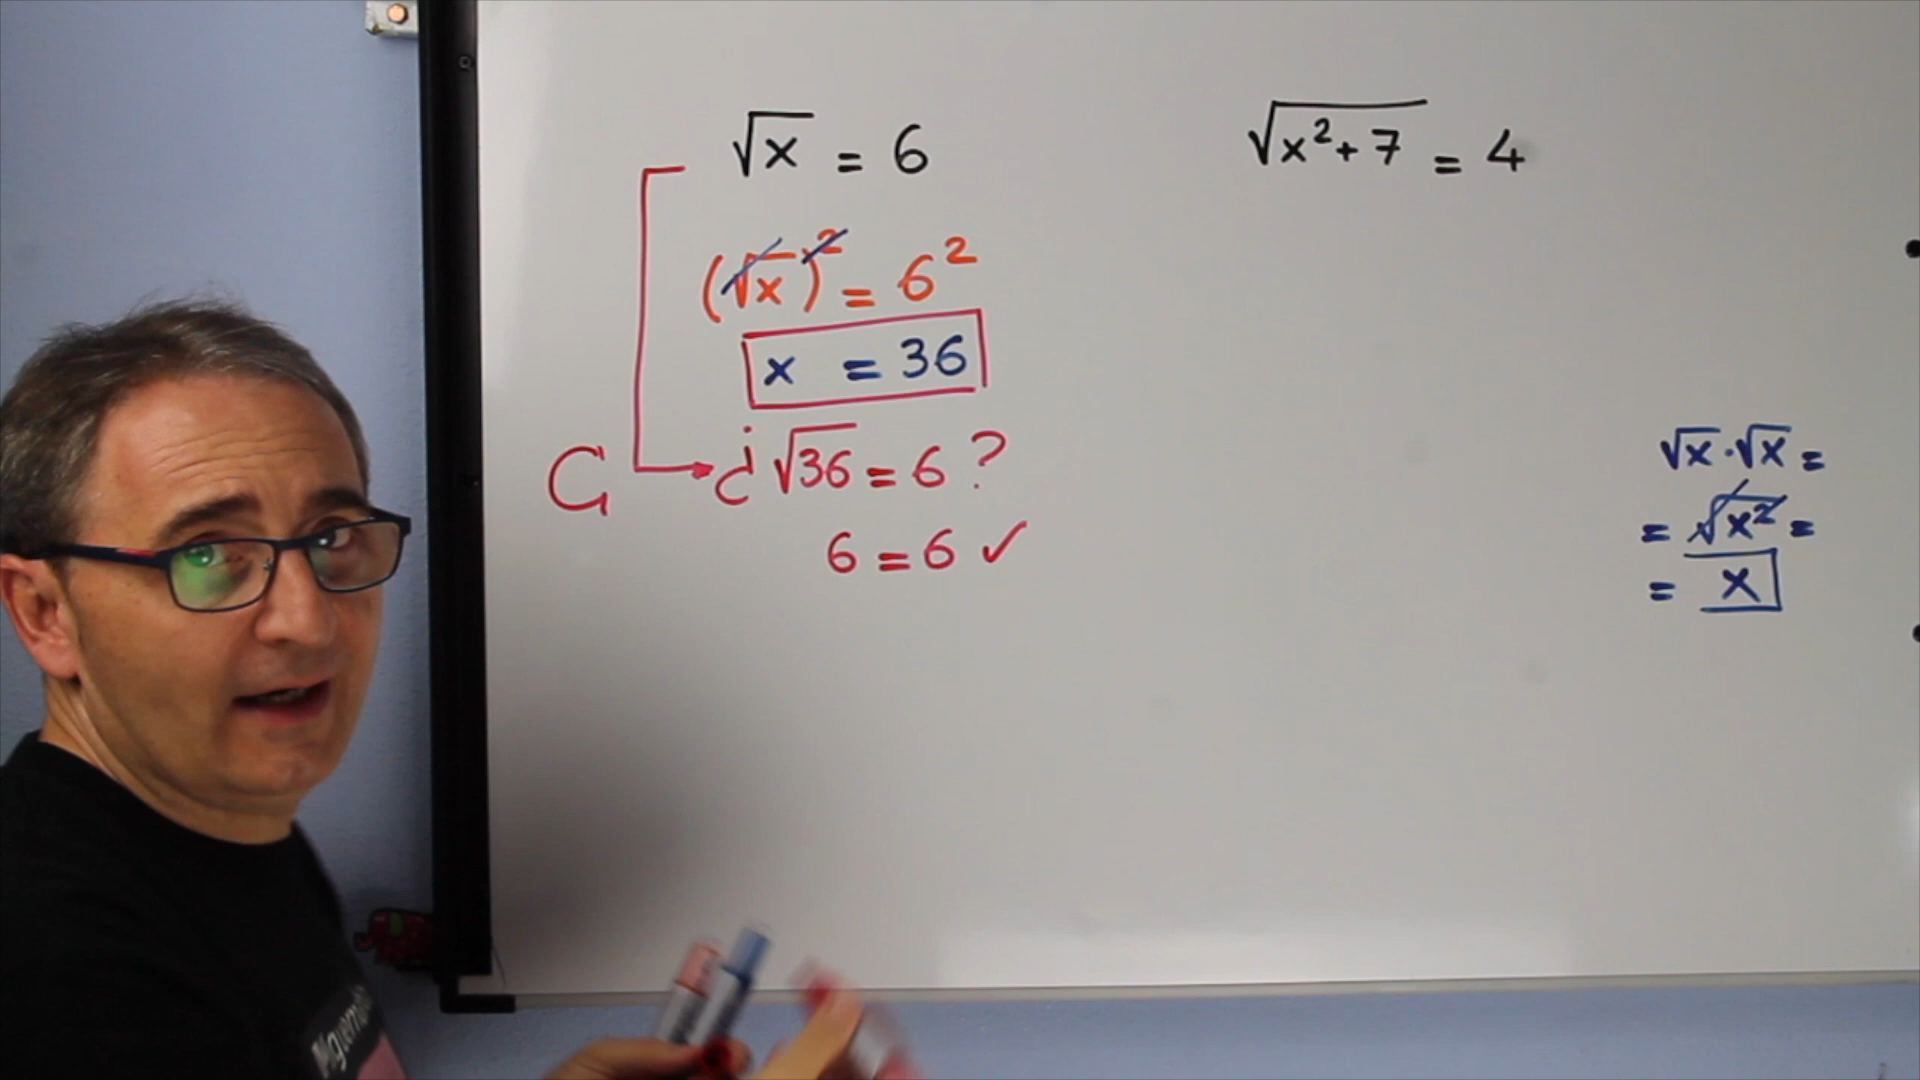 √x = 6
(√x)² = 6²
x = 36
C ¿√36 = 6?
6 = 6 ✓
√(x²+7) = 4
√x · √x =
= √x² =
= x